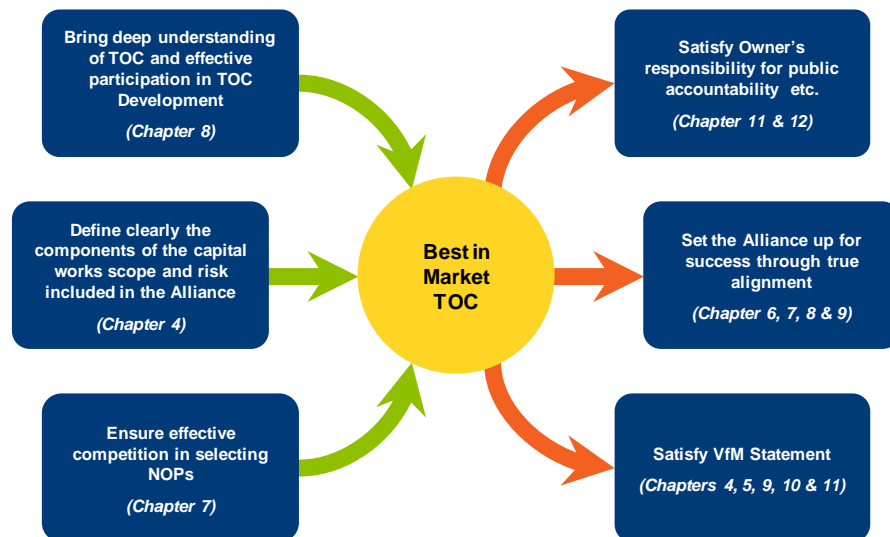 Bring deep understanding
of TOC and effective
participation in TOC
Development
(Chapter 8)
Define clearly the
components of the capital
works scope and risk
included in the Alliance
(Chapter 4)
Ensure effective
competition in selecting
NOPs
(Chapter 7)
Best in
Market
TOC
Satisfy Owner's
responsibility for public
accountability etc.
(Chapter 11 & 12)
Set the Alliance up for
success through true
alignment
(Chapter 6, 7, 8 & 9)
Satisfy VfM Statement
(Chapters 4, 5, 9, 10 & 11)